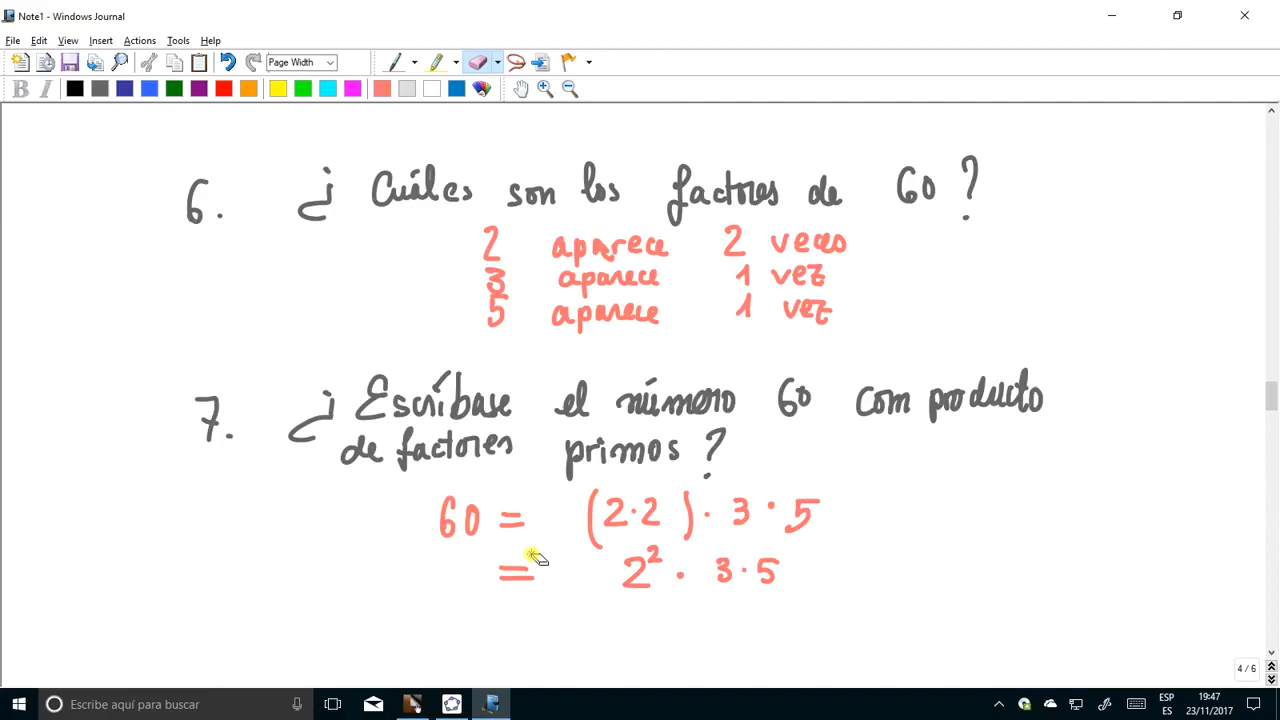 Note1 - Windows Journal
File Edit View Insert Actions Tools Help
Page Width
B I
6. ¿ Cuáles son los factores de 60 ?
2 aparece 2 veces
3 aparece 1 vez
5 aparece 1 vez
7. ¿ Escríbase el número 60 com producto
de factores primos ?
60 = (2·2) · 3 · 5
= 2² · 3 · 5
4 / 6
Escribe aquí para buscar
ESP
ES
19:47
23/11/2017